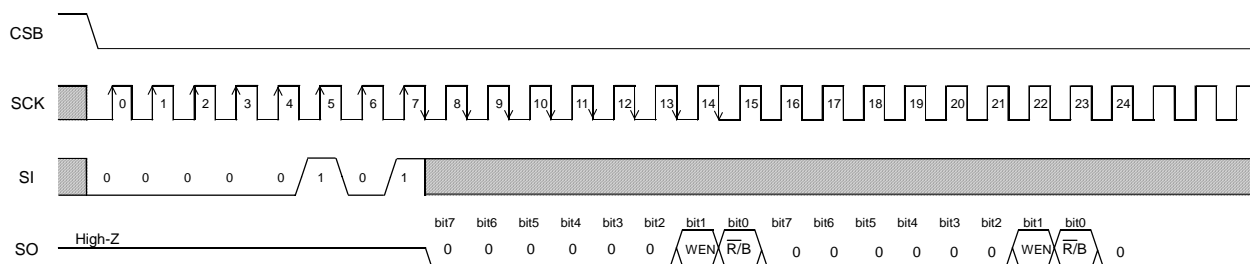 CSB
SCK 0 1 2 3 4 5 6 7 8 9 10 11 12 13 14 15 16 17 18 19 20 21 22 23 24
SI 0 0 0 0 0 1 0 1
bit7 bit6 bit5 bit4 bit3 bit2 bit1 bit0 bit7 bit6 bit5 bit4 bit3 bit2 bit1 bit0
SO High-Z 0 0 0 0 0 0 WEN R̅/B 0 0 0 0 0 0 WEN R̅/B 0